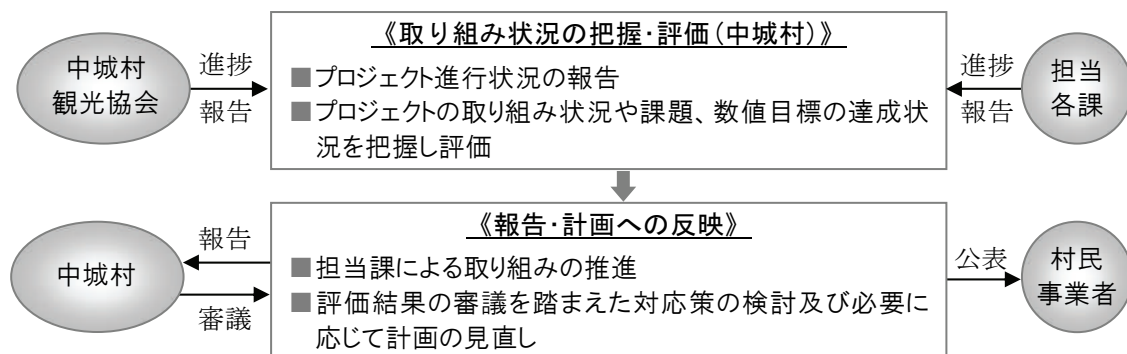 中城村
観光協会
進捗
報告
《取り組み状況の把握･評価(中城村)》
■プロジェクト進行状況の報告
■プロジェクトの取り組み状況や課題、数値目標の達成状
況を把握し評価
進捗
報告
担当
各課
中城村
報告
審議
《報告･計画への反映》
■担当課による取り組みの推進
■評価結果の審議を踏まえた対応策の検討及び必要に
応じて計画の見直し
公表
村民
事業者